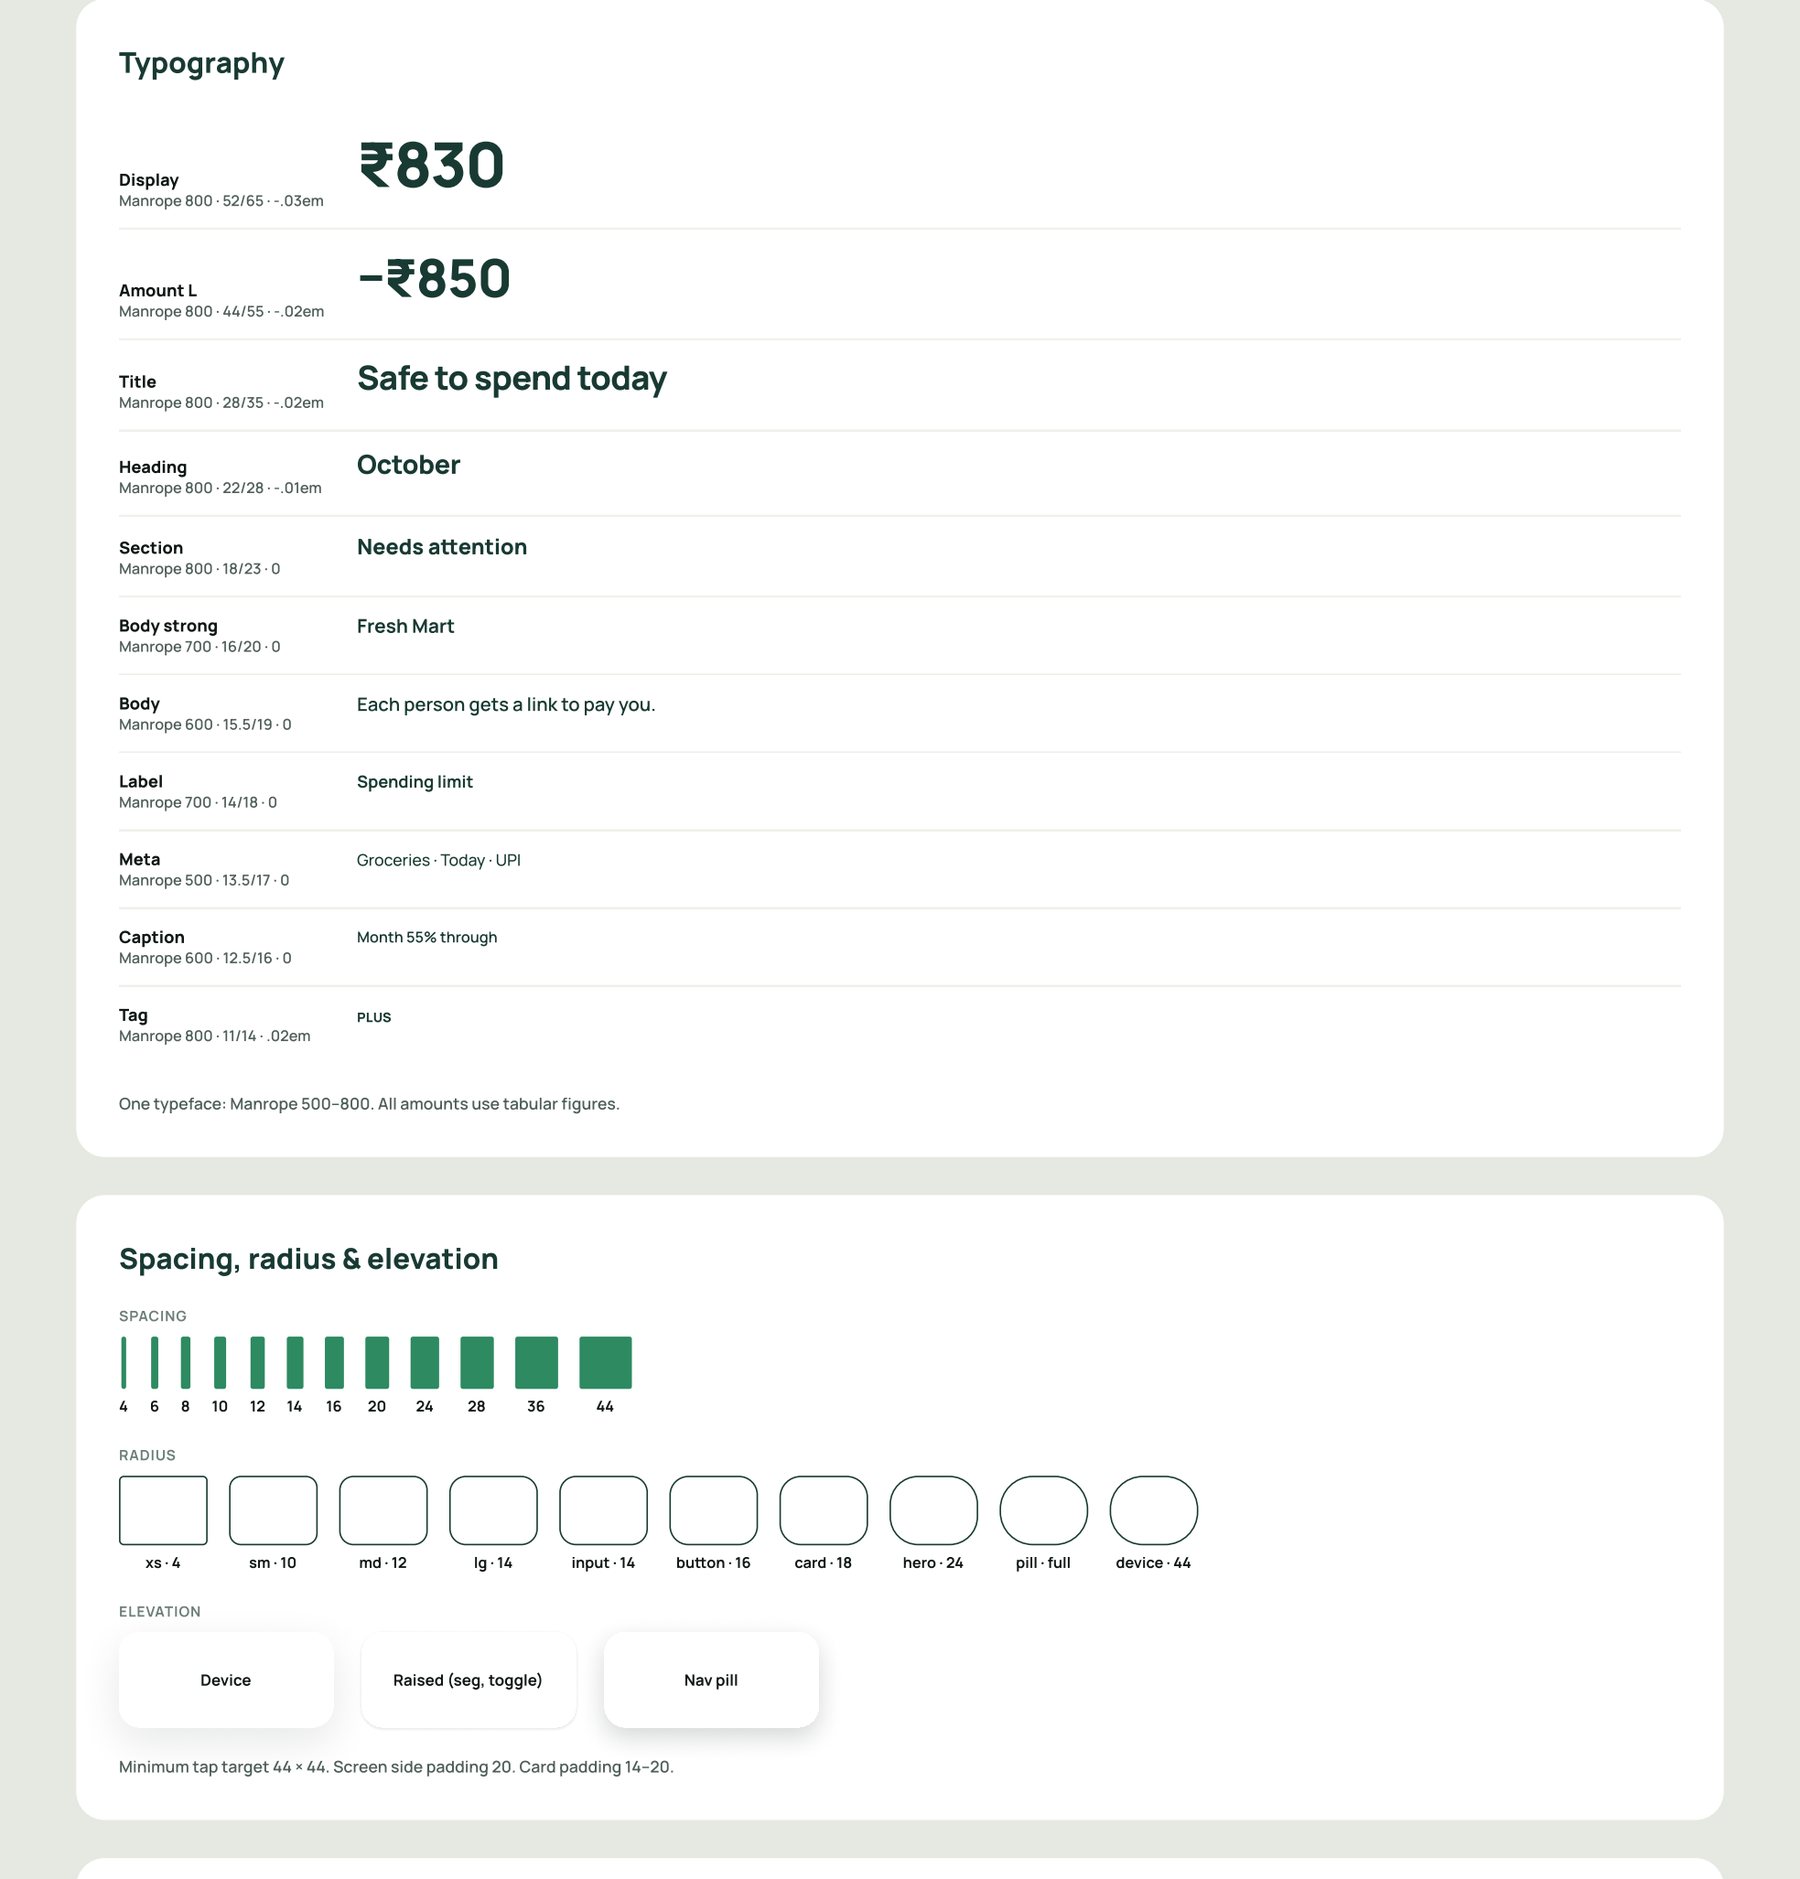 Typography
₹830
Display
Manrope 800 · 52/65 · -.03em
−₹850
Amount L
Manrope 800 · 44/55 · -.02em
Safe to spend today
Title
Manrope 800 · 28/35 · -.02em
October
Heading
Manrope 800 · 22/28 · -.01em
Needs attention
Section
Manrope 800 · 18/23 · 0
Body strong
Fresh Mart
Manrope 700 · 16/20 · 0
Body
Each person gets a link to pay you.
Manrope 600 · 15.5/19 · 0
Label
Spending limit
Manrope 700 · 14/18 · 0
Meta
Groceries · Today · UPI
Manrope 500 · 13.5/17 · 0
Caption
Month 55% through
Manrope 600 · 12.5/16 · 0
Tag
PLUS
Manrope 800 · 11/14 · .02em
One typeface: Manrope 500–800. All amounts use tabular figures.
Spacing, radius & elevation
SPACING
4 6 8 10 12 14 16 20 24 28 36 44
RADIUS
xs · 4 sm · 10 md · 12 lg · 14 input · 14 button · 16 card · 18 hero · 24 pill · full device · 44
ELEVATION
Device Raised (seg, toggle) Nav pill
Minimum tap target 44 × 44. Screen side padding 20. Card padding 14–20.